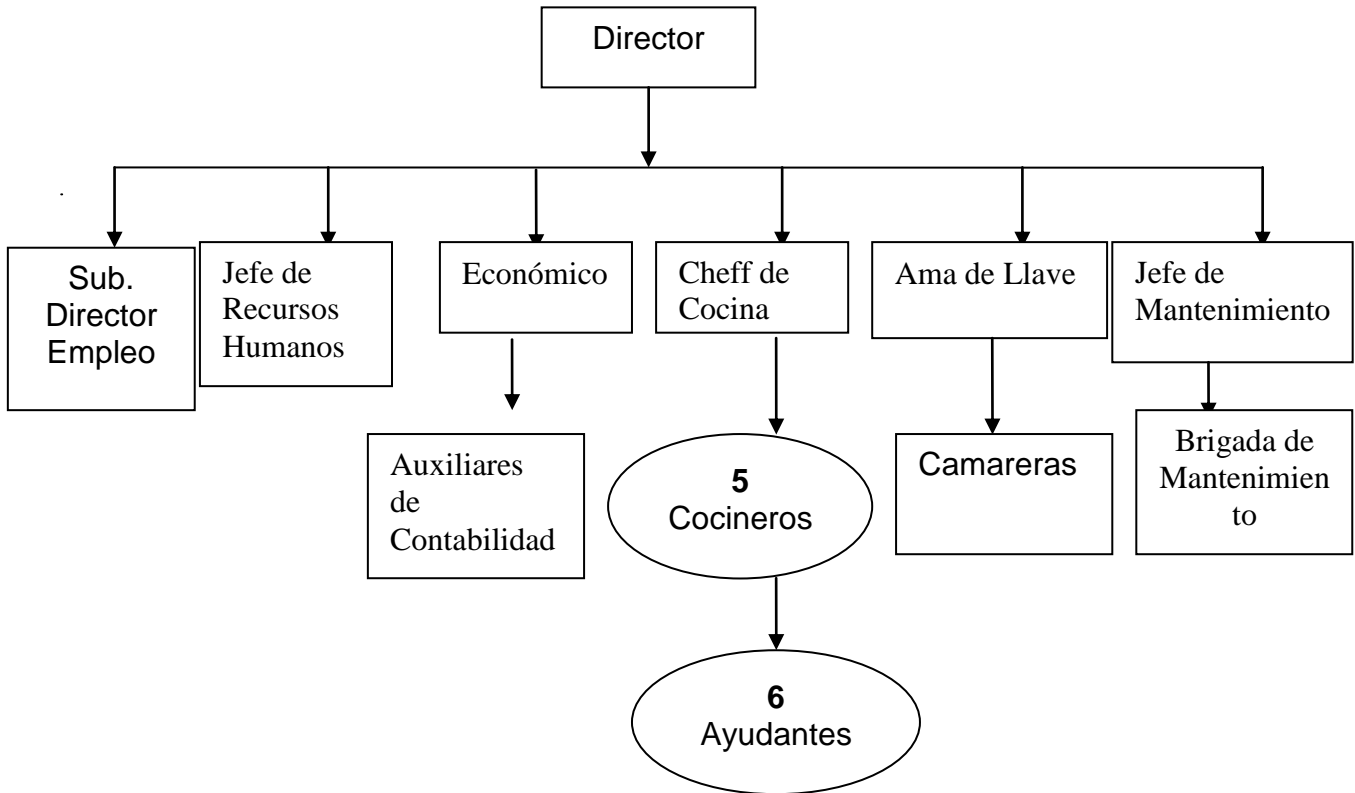 Director
Sub.
Director
Empleo
Jefe de
Recursos
Humanos
Económico
Cheff de
Cocina
Ama de Llave
Jefe de
Mantenimiento
Auxiliares
de
Contabilidad
5
Cocineros
Camareras
Brigada de
Mantenimien
to
6
Ayudantes